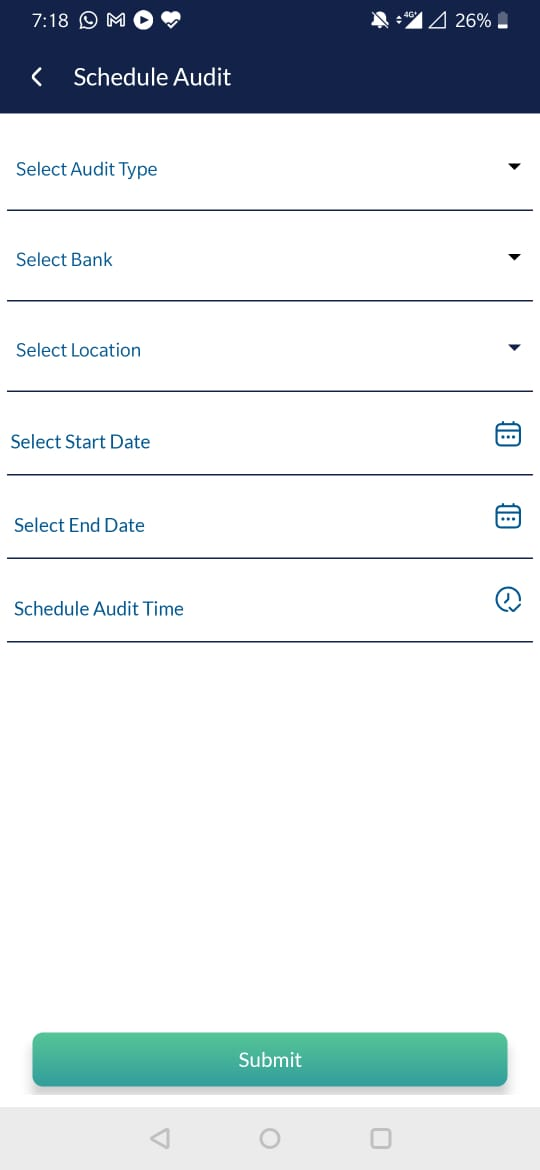 7:18 4G+ 26%
Schedule Audit
Select Audit Type
Select Bank
Select Location
Select Start Date
Select End Date
Schedule Audit Time
Submit